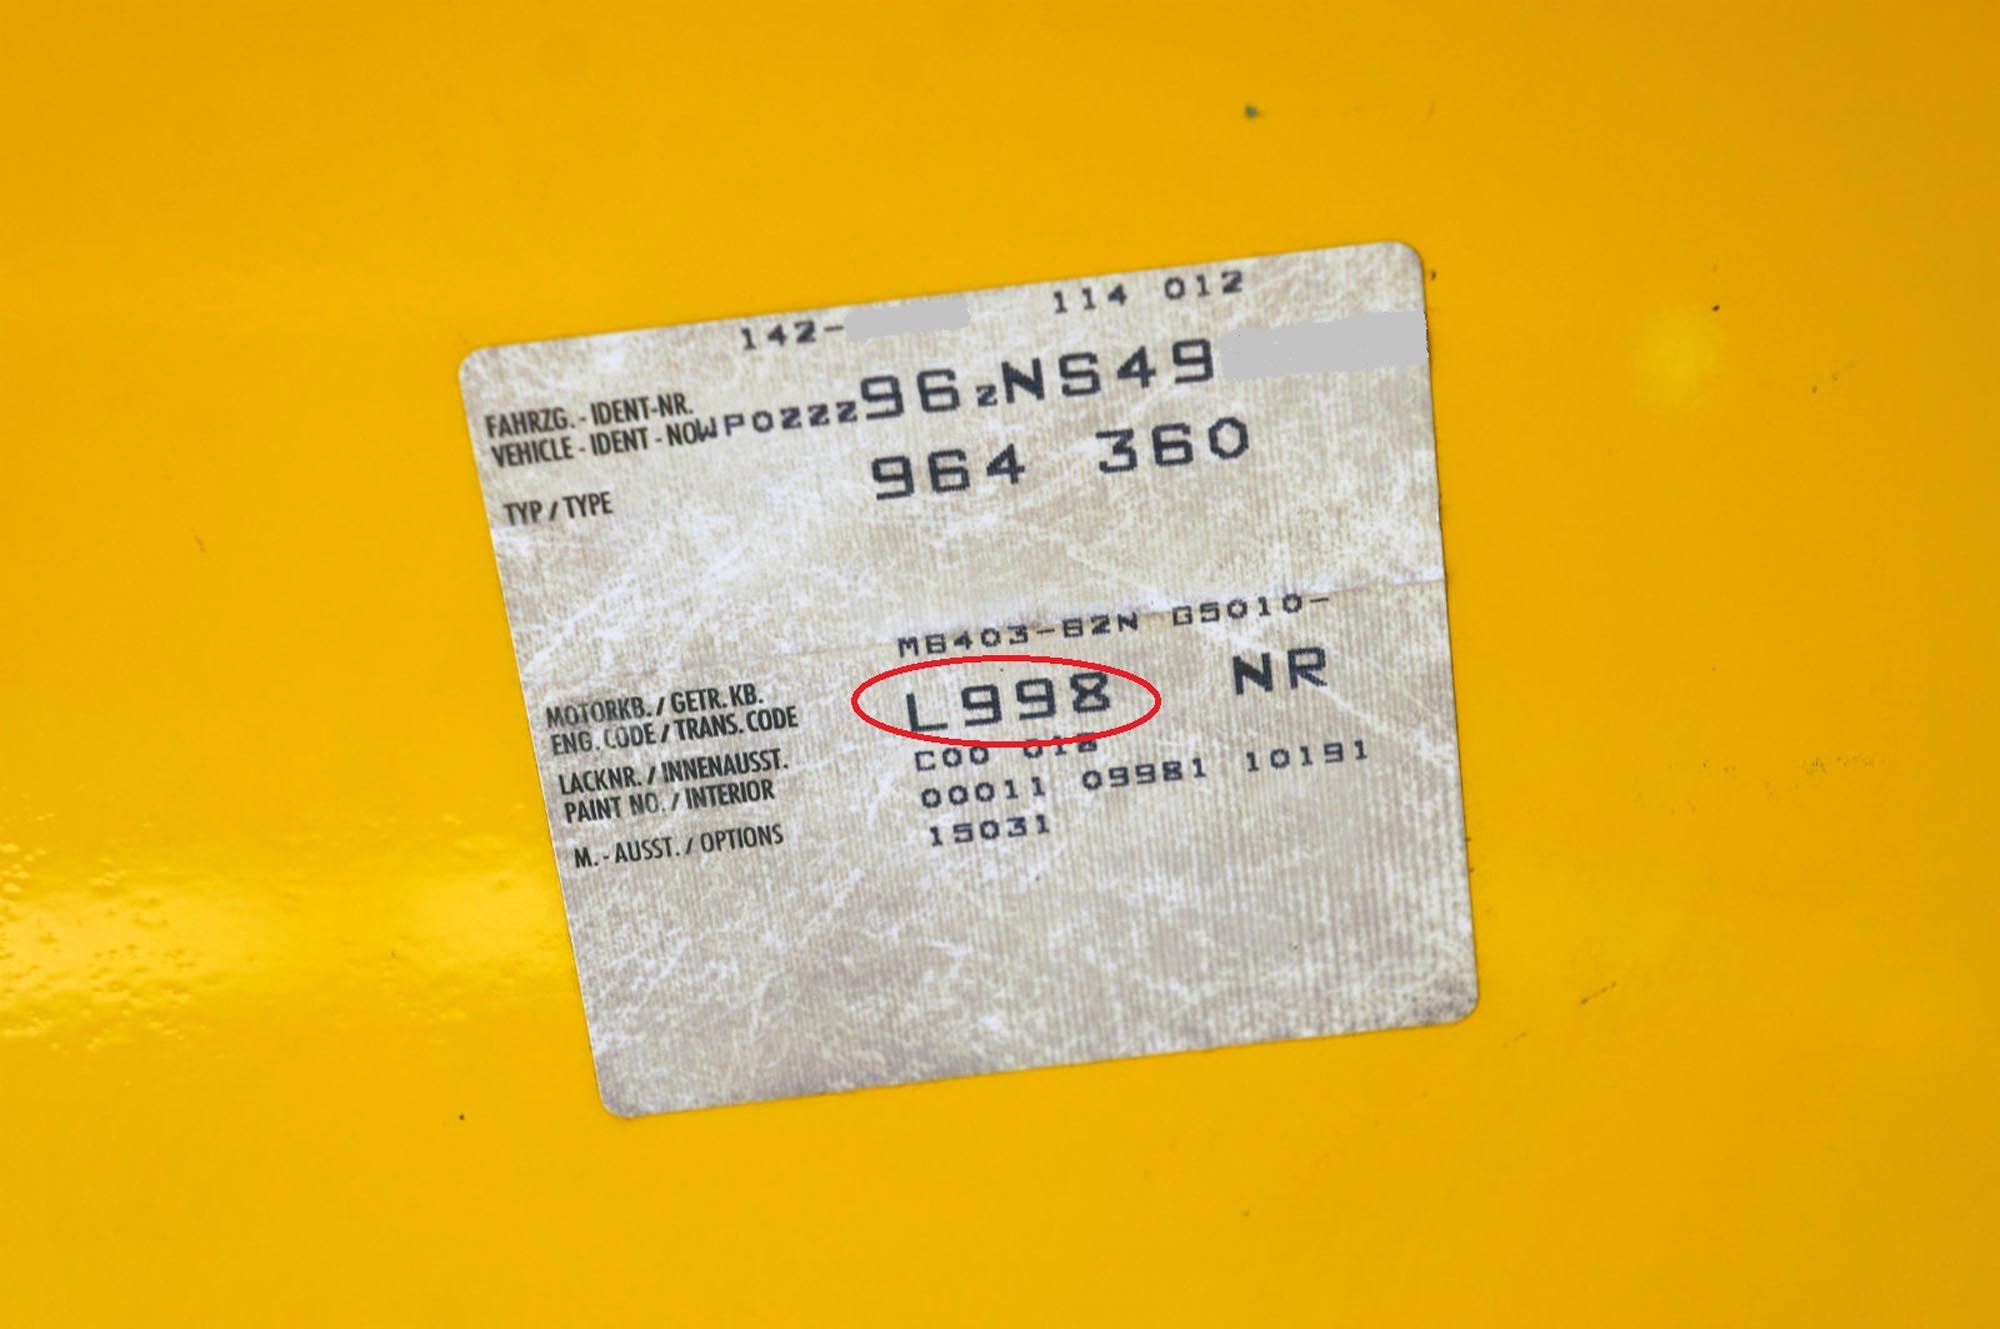 142- 114 012
FAHRZG. - IDENT-NR.
VEHICLE - IDENT - NO WP0ZZZ96ZNS49
TYP / TYPE 964 360
M6403-62N G5010-
MOTORKB. / GETR. KB.
ENG. CODE / TRANS. CODE
L998 NR
LACKNR. / INNENAUSST.
PAINT NO. / INTERIOR
C00 018
00011 09981 10191
M. - AUSST. / OPTIONS
15031